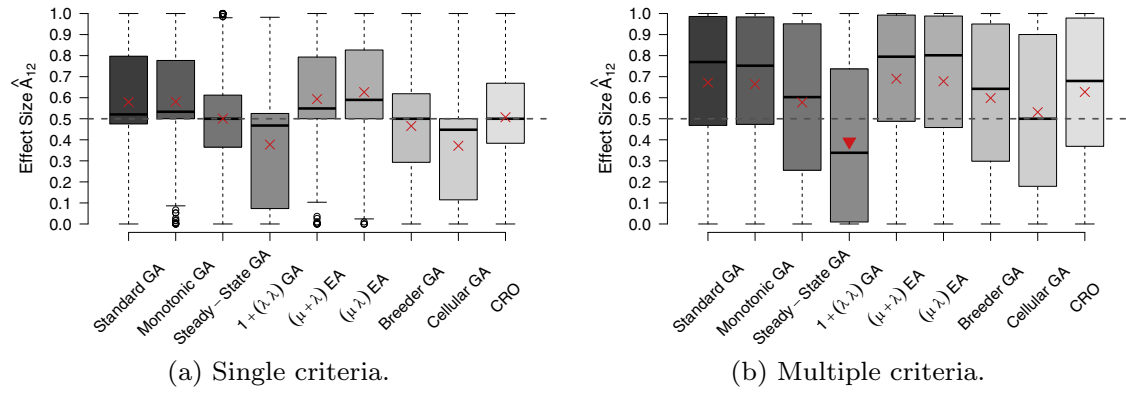 Effect Size Â₁₂
1.0
0.9
0.8
0.7
0.6
0.5
0.4
0.3
0.2
0.1
0.0
Standard GA
Monotonic GA
Steady−State GA
1+(λ, λ) GA
(μ+λ) EA
(μ, λ) EA
Breeder GA
Cellular GA
CRO
(a) Single criteria.
Effect Size Â₁₂
1.0
0.9
0.8
0.7
0.6
0.5
0.4
0.3
0.2
0.1
0.0
Standard GA
Monotonic GA
Steady−State GA
1+(λ, λ) GA
(μ+λ) EA
(μ, λ) EA
Breeder GA
Cellular GA
CRO
(b) Multiple criteria.